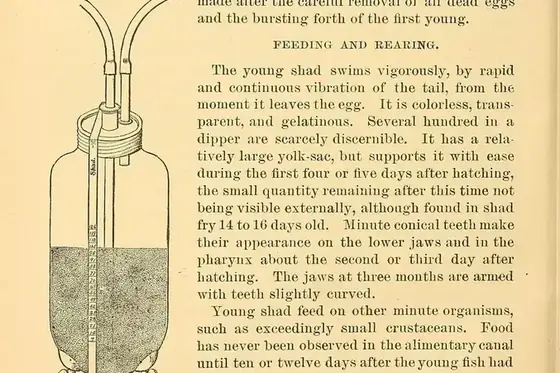 made after the careful removal of all dead eggs
and the bursting forth of the first young.
FEEDING AND REARING.
The young shad swims vigorously, by rapid
and continuous vibration of the tail, from the
moment it leaves the egg. It is colorless, trans-
parent, and gelatinous. Several hundred in a
dipper are scarcely discernible. It has a rela-
tively large yolk-sac, but supports it with ease
during the first four or five days after hatching,
the small quantity remaining after this time not
being visible externally, although found in shad
fry 14 to 16 days old. Minute conical teeth make
their appearance on the lower jaws and in the
pharynx about the second or third day after
hatching. The jaws at three months are armed
with teeth slightly curved.
Young shad feed on other minute organisms,
such as exceedingly small crustaceans. Food
has never been observed in the alimentary canal
until ten or twelve days after the young fish had
Shad.